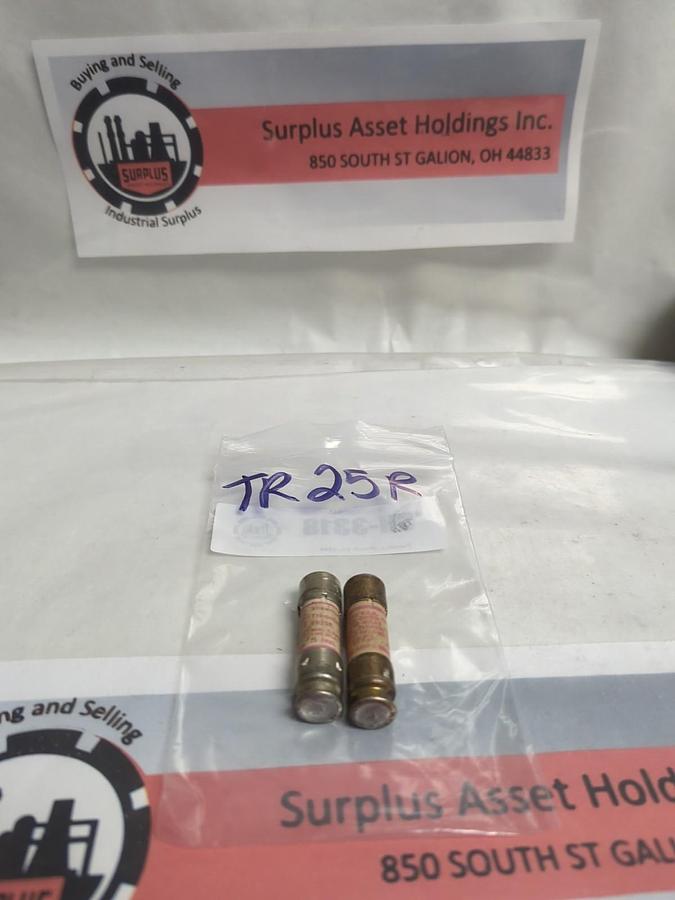 Buying and Selling
SURPLUS
Industrial Surplus
Surplus Asset Holdings Inc.
850 SOUTH ST GALION, OH 44833
TR25R
-3318
ng and Selling
Surplus Asset Hold
850 SOUTH ST GAL